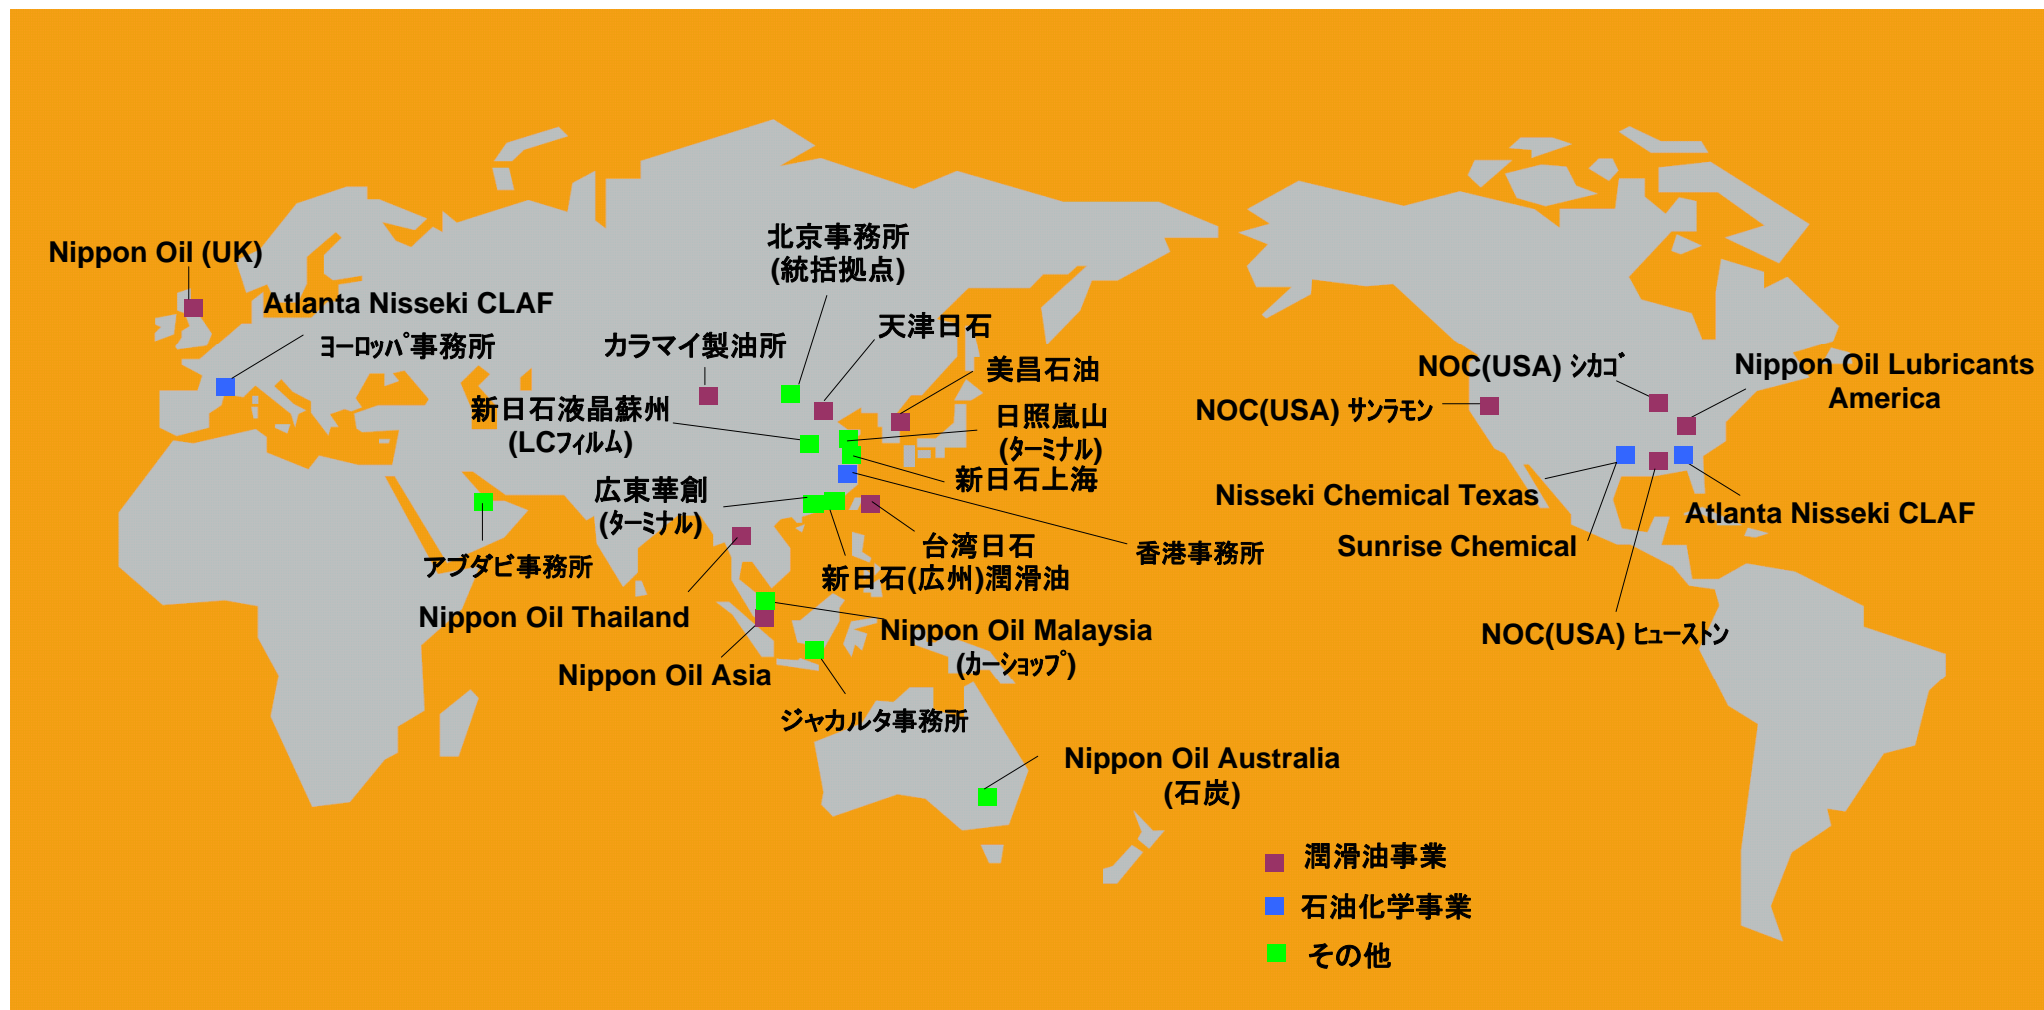 Nippon Oil (UK)
Atlanta Nisseki CLAF
ﾖｰﾛｯﾊﾟ事務所
北京事務所
(統括拠点)
カラマイ製油所
天津日石
美昌石油
新日石液晶蘇州
(LCﾌｨﾙﾑ)
日照嵐山
(ﾀｰﾐﾅﾙ)
新日石上海
広東華創
(ﾀｰﾐﾅﾙ)
アブダビ事務所
台湾日石
香港事務所
新日石(広州)潤滑油
Nippon Oil Thailand
Nippon Oil Malaysia
(ｶｰｼｮｯﾌﾟ)
Nippon Oil Asia
ジャカルタ事務所
Nippon Oil Australia
(石炭)
NOC(USA) ｼｶｺﾞ
Nippon Oil Lubricants
America
NOC(USA) ｻﾝﾗﾓﾝ
Nisseki Chemical Texas
Atlanta Nisseki CLAF
Sunrise Chemical
NOC(USA) ﾋｭｰｽﾄﾝ
潤滑油事業
石油化学事業
その他